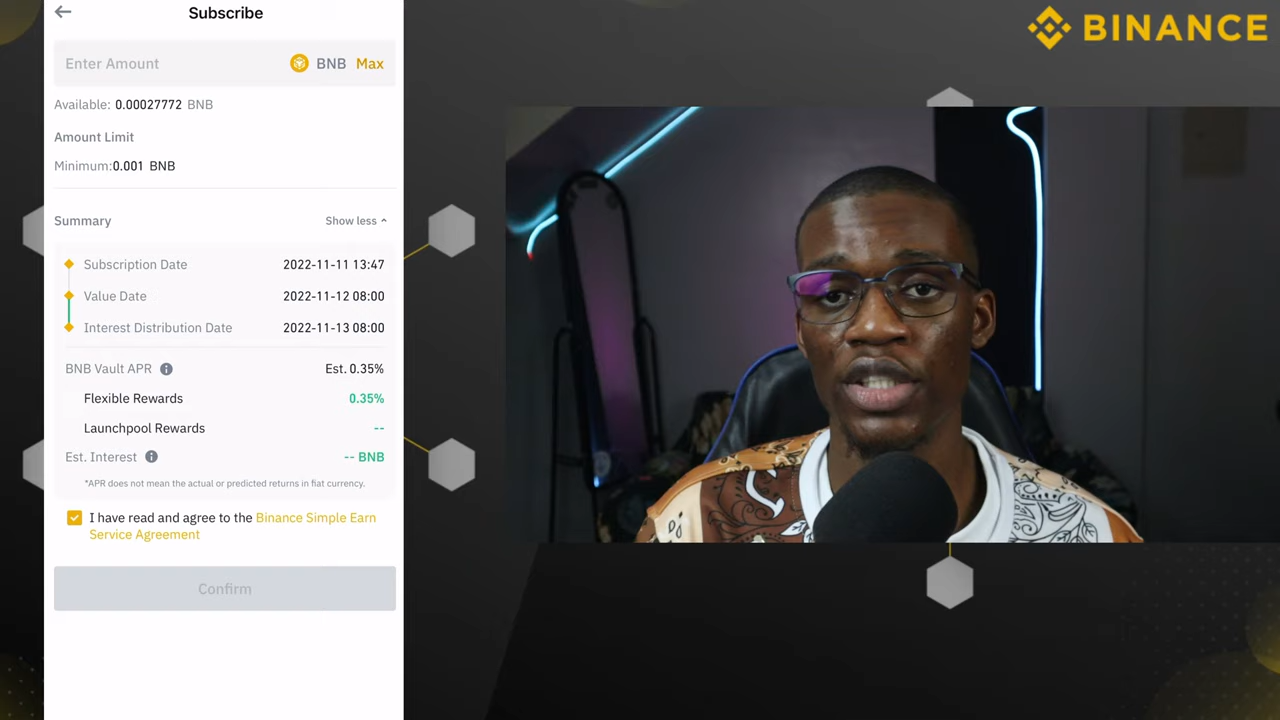 Subscribe
BINANCE
Enter Amount BNB Max
Available: 0.00027772 BNB
Amount Limit
Minimum:0.001 BNB
Summary Show less
Subscription Date 2022-11-11 13:47
Value Date 2022-11-12 08:00
Interest Distribution Date 2022-11-13 08:00
BNB Vault APR Est. 0.35%
Flexible Rewards 0.35%
Launchpool Rewards --
Est. Interest -- BNB
*APR does not mean the actual or predicted returns in fiat currency.
I have read and agree to the Binance Simple Earn
Service Agreement
Confirm